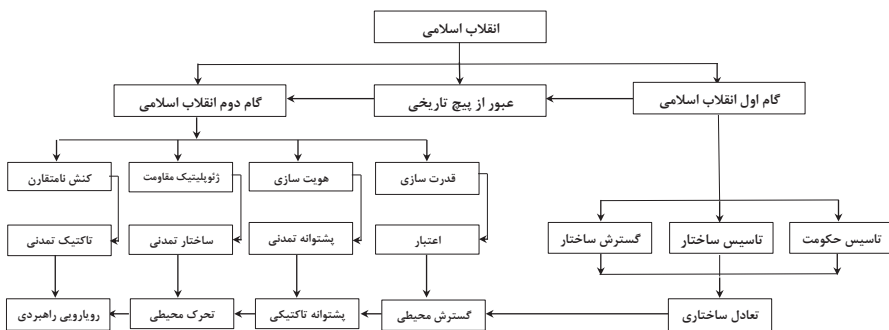 انقلاب اسلامی
گام اول انقلاب اسلامی
عبور از پیچ تاریخی
گام دوم انقلاب اسلامی
قدرت سازی
هویت سازی
ژئوپلیتیک مقاومت
کنش نامتقارن
تاسیس حکومت
تاسیس ساختار
گسترش ساختار
اعتبار
پشتوانه تمدنی
ساختار تمدنی
تاکتیک تمدنی
تعادل ساختاری
گسترش محیطی
پشتوانه تاکتیکی
تحرک محیطی
رویارویی راهبردی